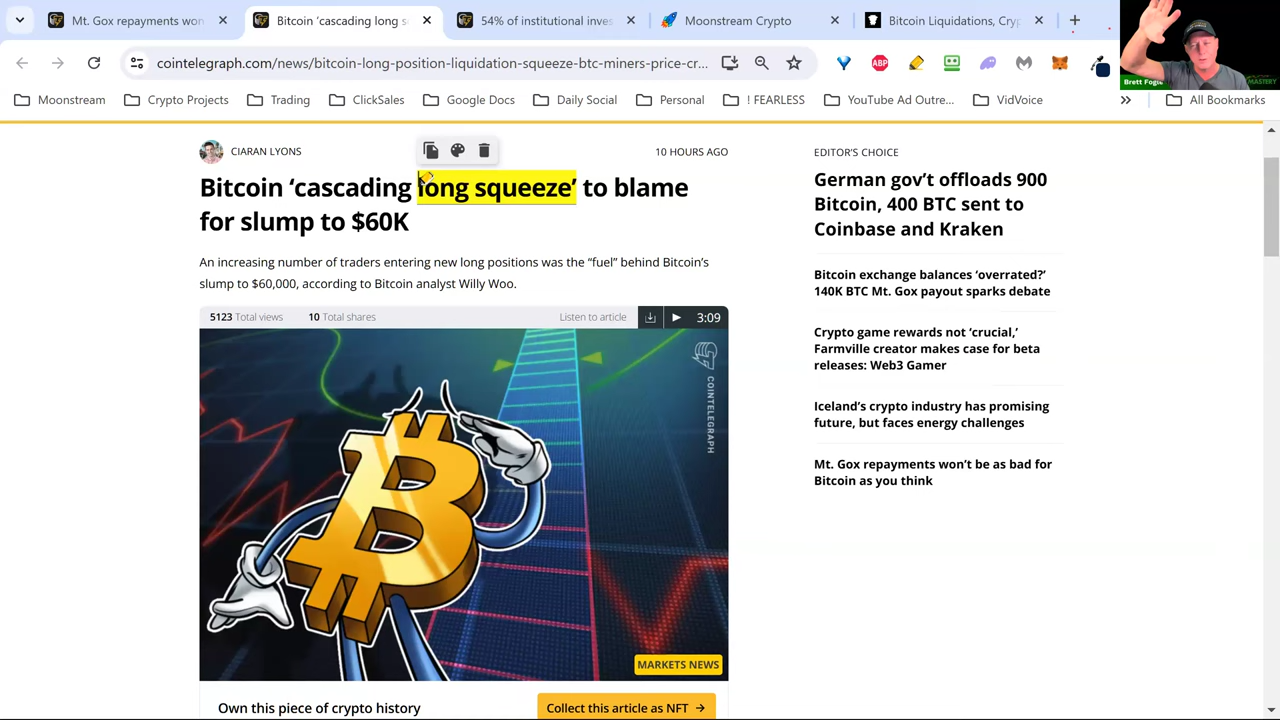 Mt. Gox repayments won
Bitcoin ‘cascading long s
54% of institutional inves
Moonstream Crypto
Bitcoin Liquidations, Cryp
cointelegraph.com/news/bitcoin-long-position-liquidation-squeeze-btc-miners-price-cr...
ABP
Brett Fogle
MASTERY
Moonstream
Crypto Projects
Trading
ClickSales
Google Docs
Daily Social
Personal
! FEARLESS
YouTube Ad Outre...
VidVoice
All Bookmarks
CIARAN LYONS
10 HOURS AGO
Bitcoin ‘cascading long squeeze’ to blame
for slump to $60K
An increasing number of traders entering new long positions was the “fuel” behind Bitcoin’s
slump to $60,000, according to Bitcoin analyst Willy Woo.
5123 Total views
10 Total shares
Listen to article
3:09
COINTELEGRAPH
MARKETS NEWS
Own this piece of crypto history
Collect this article as NFT
EDITOR’S CHOICE
German gov’t offloads 900
Bitcoin, 400 BTC sent to
Coinbase and Kraken
Bitcoin exchange balances ‘overrated?’
140K BTC Mt. Gox payout sparks debate
Crypto game rewards not ‘crucial,’
Farmville creator makes case for beta
releases: Web3 Gamer
Iceland’s crypto industry has promising
future, but faces energy challenges
Mt. Gox repayments won’t be as bad for
Bitcoin as you think